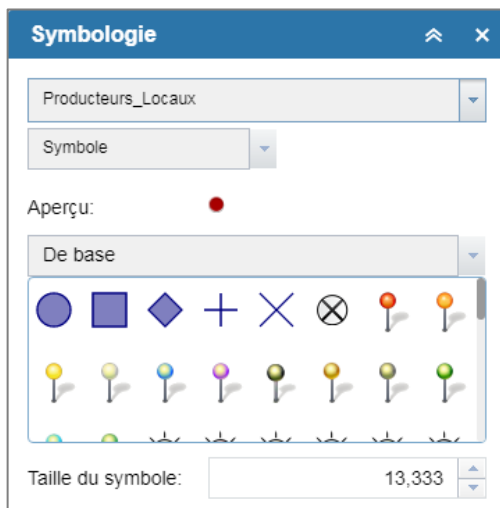 Symbologie
Producteurs_Locaux
Symbole
Aperçu:
De base
Taille du symbole:
13,333